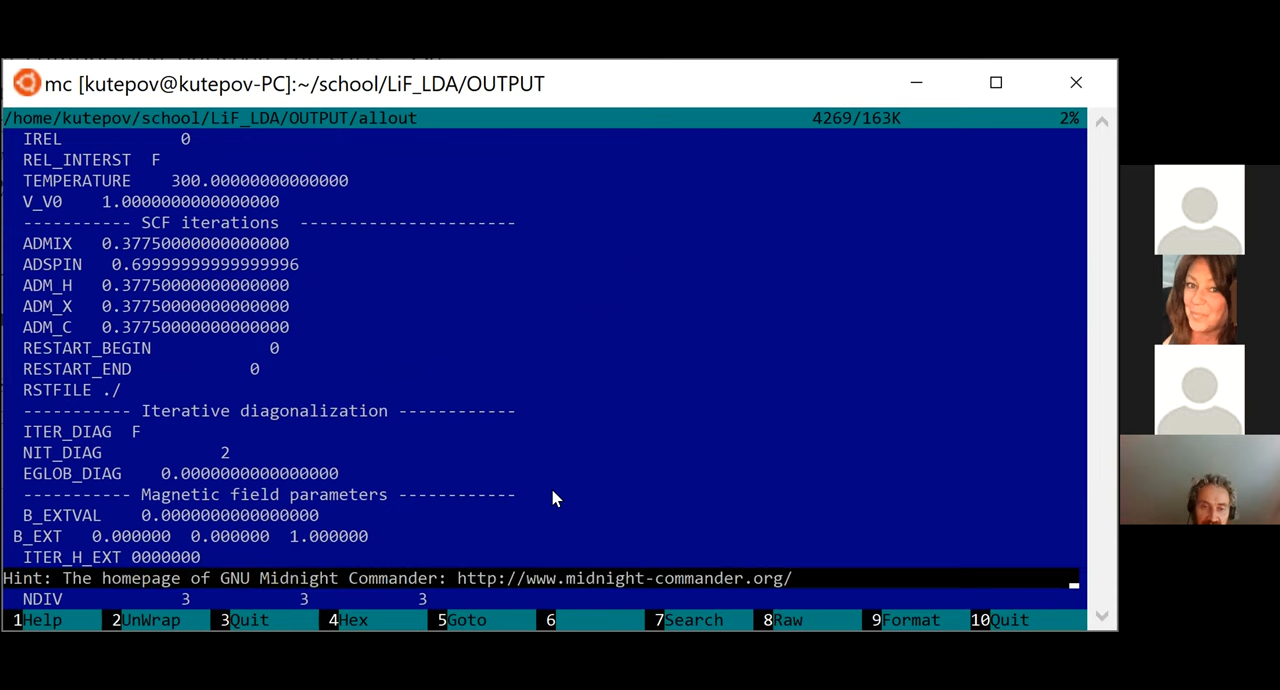 mc [kutepov@kutepov-PC]:~/school/LiF_LDA/OUTPUT
/home/kutepov/school/LiF_LDA/OUTPUT/allout 4269/163K 2%
IREL 0
REL_INTERST F
TEMPERATURE 300.00000000000000
V_V0 1.0000000000000000
----------- SCF iterations ----------------------
ADMIX 0.37750000000000000
ADSPIN 0.69999999999999996
ADM_H 0.37750000000000000
ADM_X 0.37750000000000000
ADM_C 0.37750000000000000
RESTART_BEGIN 0
RESTART_END 0
RSTFILE ./
----------- Iterative diagonalization ------------
ITER_DIAG F
NIT_DIAG 2
EGLOB_DIAG 0.0000000000000000
----------- Magnetic field parameters ------------
B_EXTVAL 0.0000000000000000
B_EXT 0.000000 0.000000 1.000000
ITER_H_EXT 0000000
Hint: The homepage of GNU Midnight Commander: http://www.midnight-commander.org/
NDIV 3 3 3
1Help 2UnWrap 3Quit 4Hex 5Goto 6 7Search 8Raw 9Format 10Quit